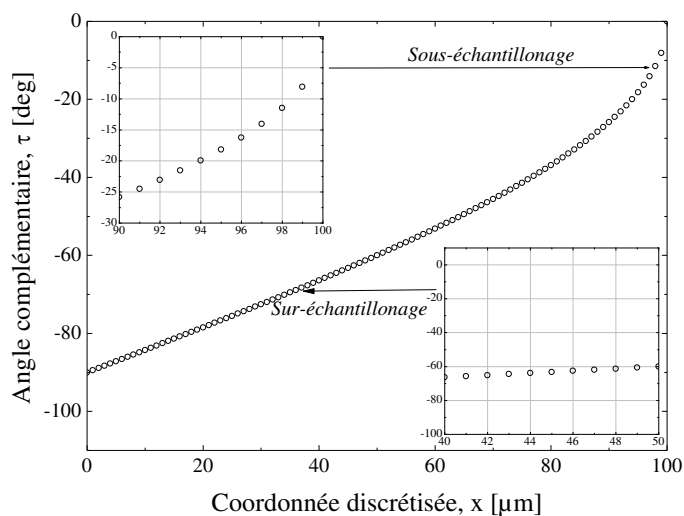 Angle complémentaire, τ [deg]
0
-20
-40
-60
-80
-100
0
-5
-10
-15
-20
-25
-30
90 92 94 96 98 100
Sous-échantillonage
Sur-échantillonage
0
-20
-40
-60
-80
-100
40 42 44 46 48 50
0 20 40 60 80 100
Coordonnée discrétisée, x [µm]